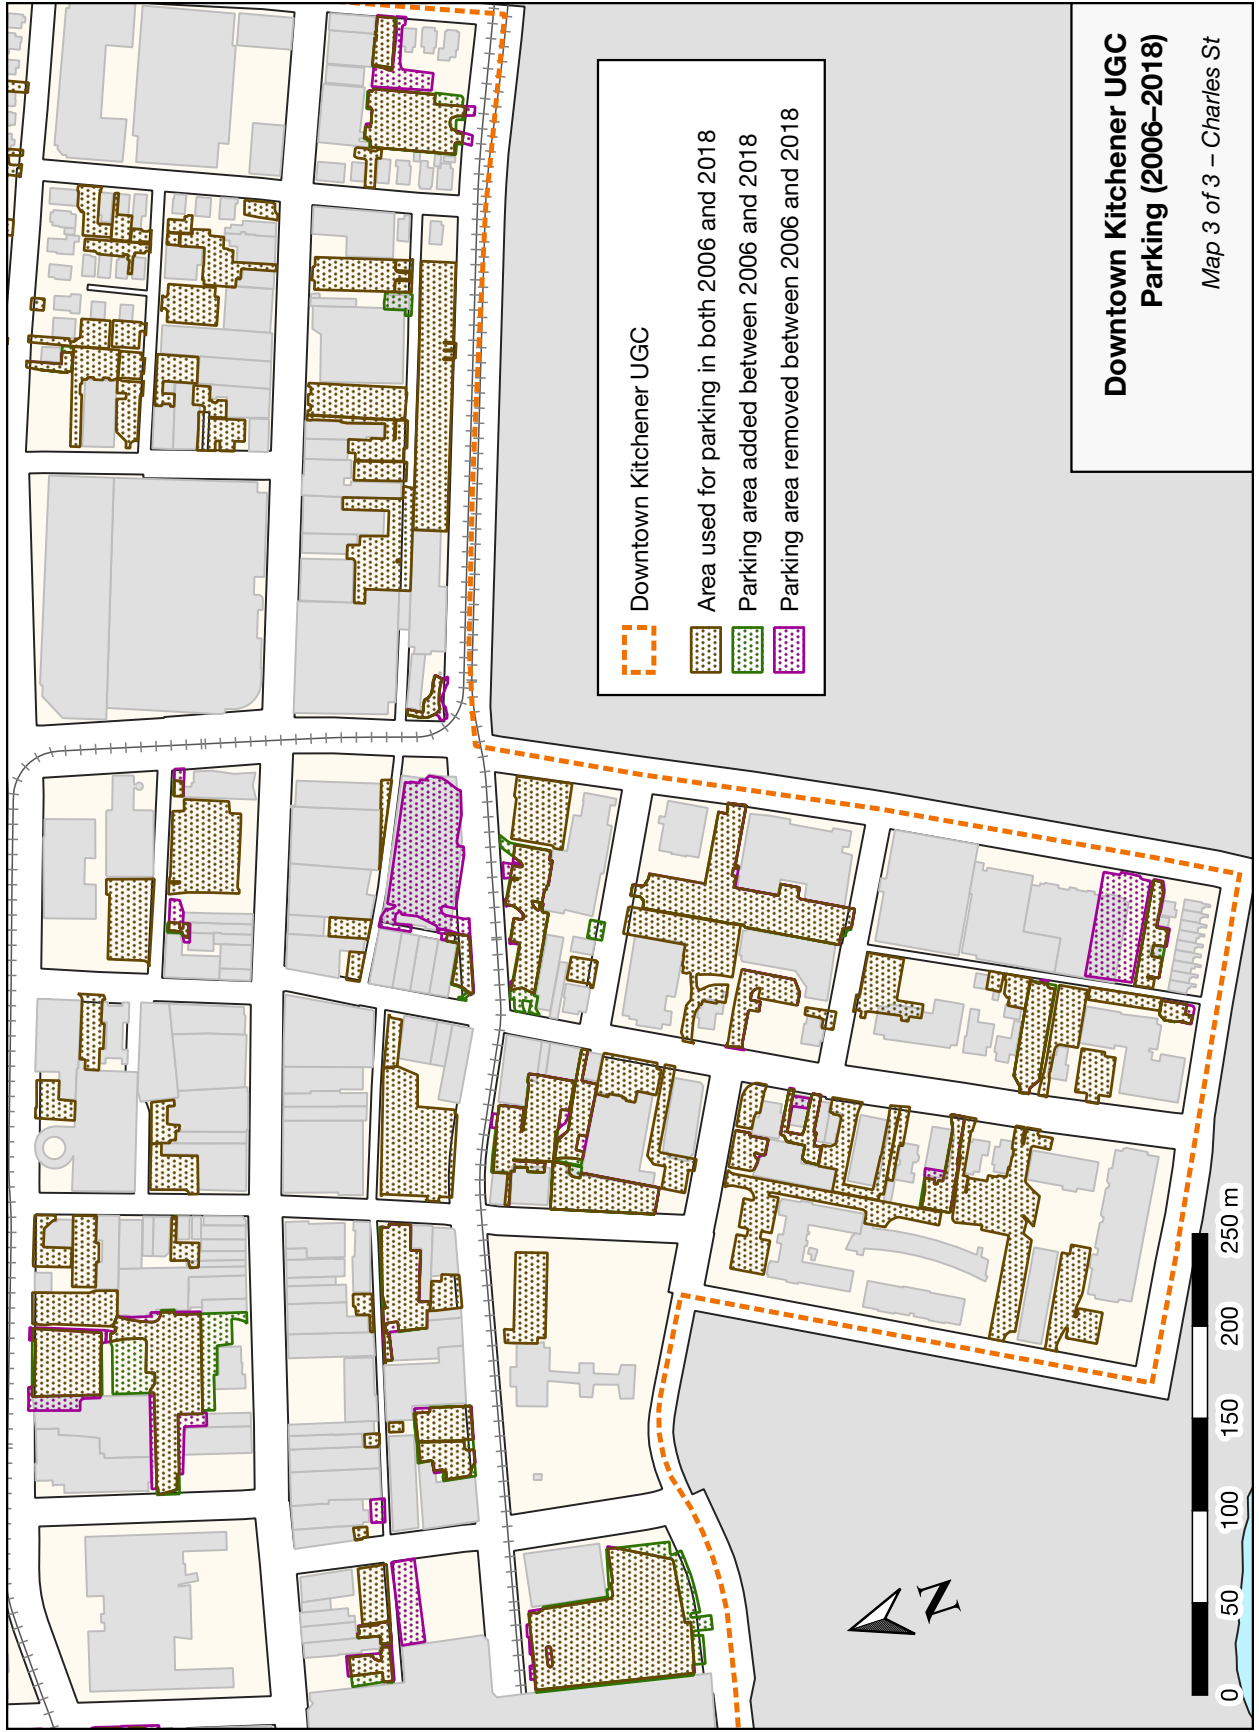 Downtown Kitchener UGC
Parking (2006–2018)
Map 3 of 3 – Charles St
Downtown Kitchener UGC
Area used for parking in both 2006 and 2018
Parking area added between 2006 and 2018
Parking area removed between 2006 and 2018
N
0 50 100 150 200 250 m